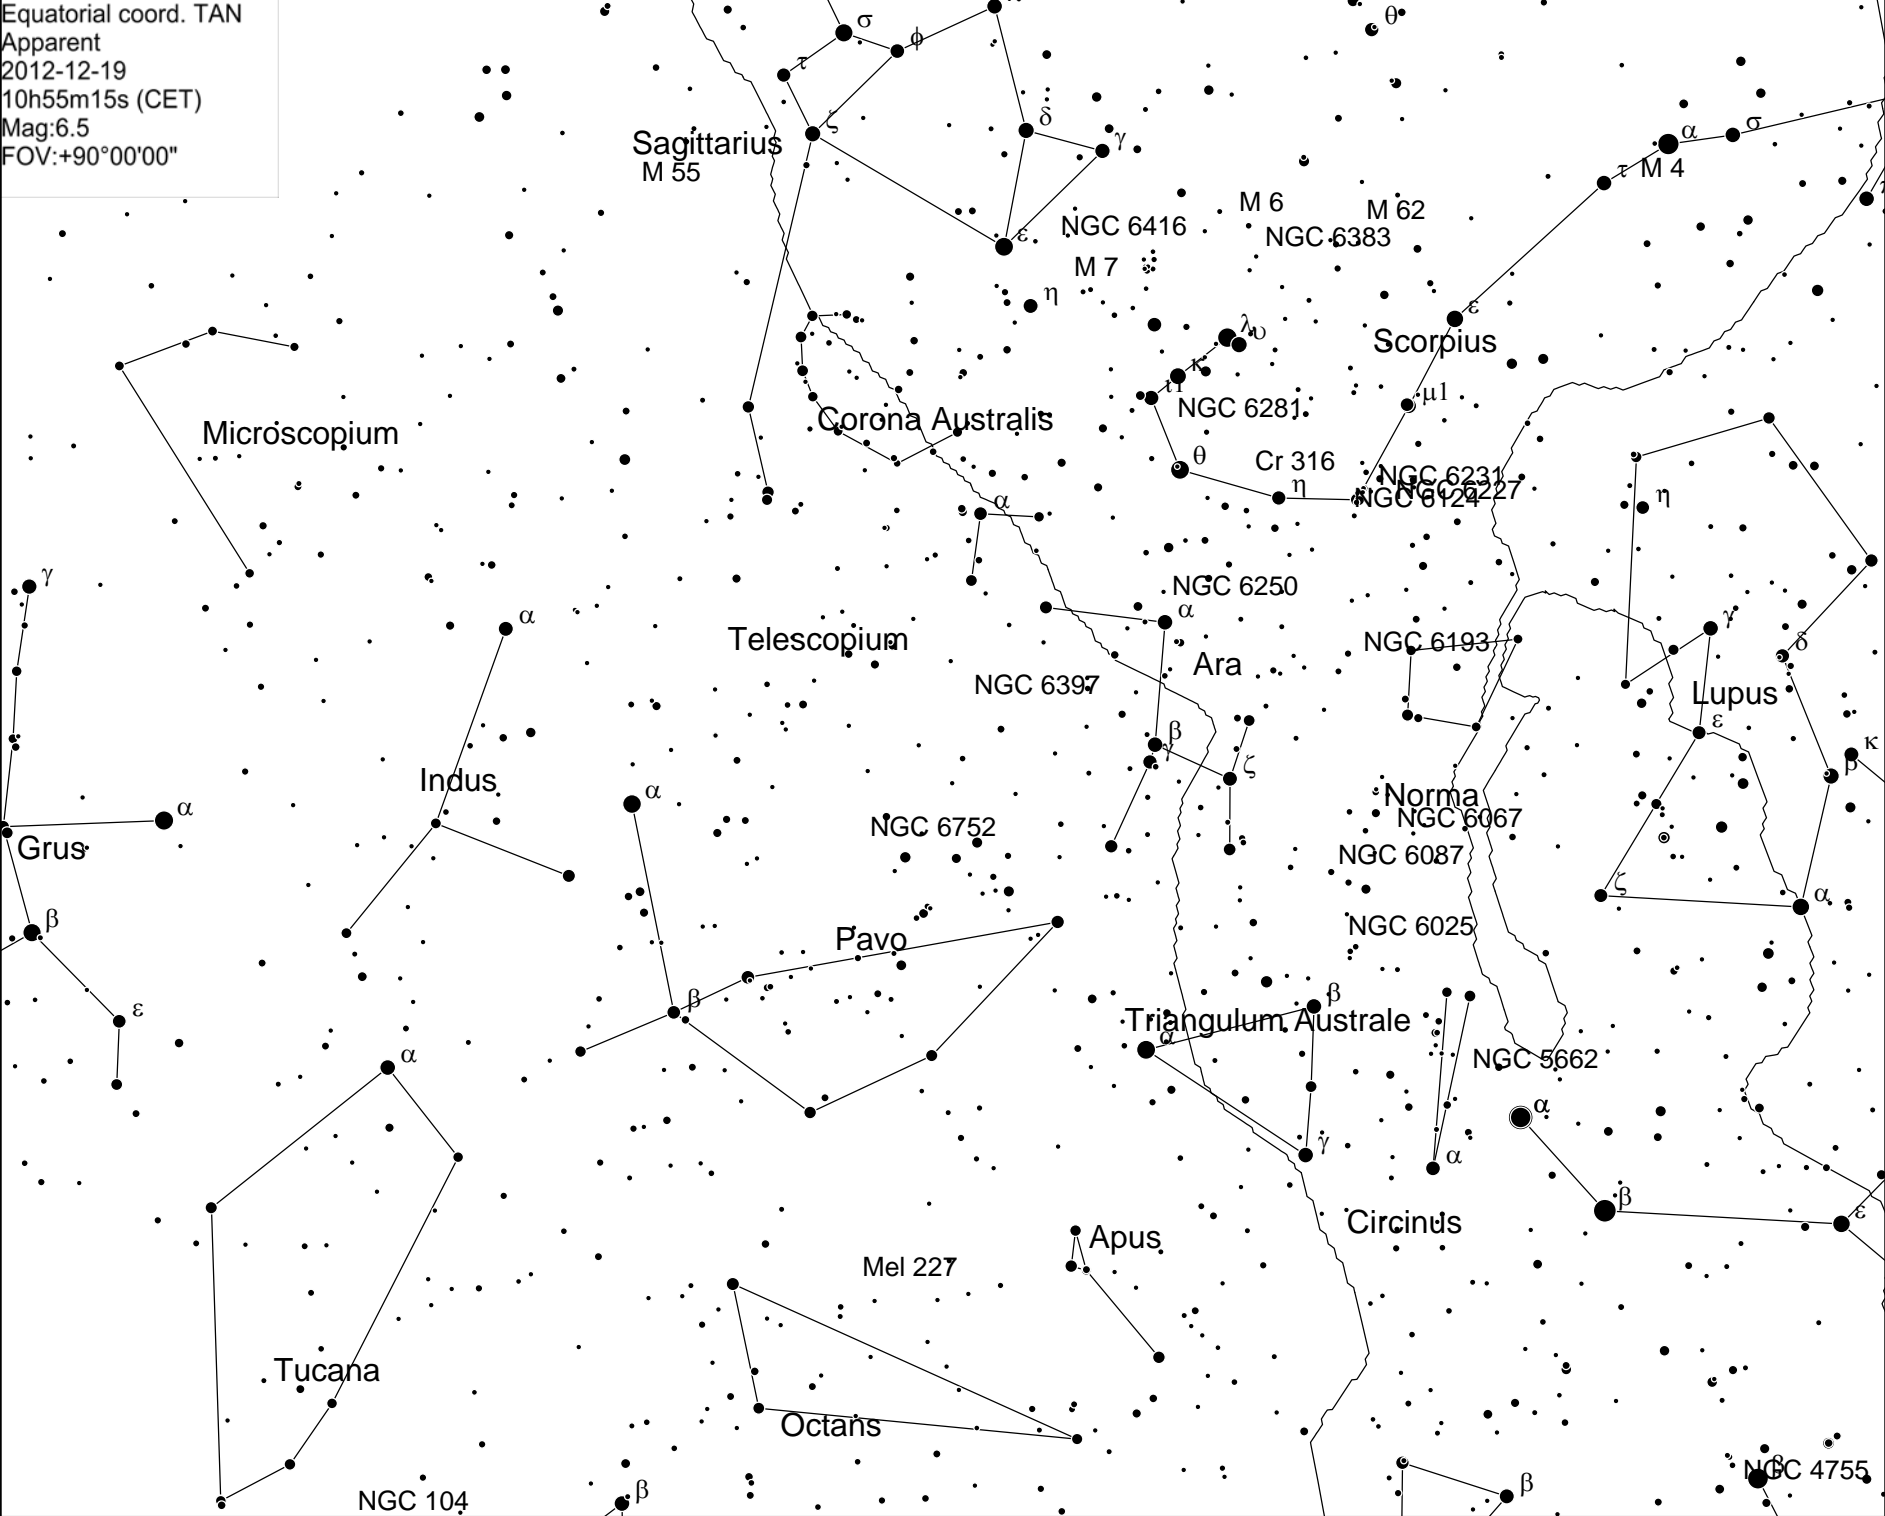 Equatorial coord. TAN
Apparent
2012-12-19
10h55m15s (CET)
Mag:6.5
FOV:+90°00'00"
σ
φ
θ
τ
ζ
δ
γ
α
σ
τ
M 4
Sagittarius
M 55
ε
NGC 6416
M 6
M 62
NGC 6383
M 7
η
λ
υ
ε
Scorpius
κ
ι1
μ1
NGC 6281
Corona Australis
Microscopium
θ
Cr 316
η
NGC 6231
NGC 6227
NGC 6124
η
α
γ
NGC 6250
α
α
Telescopium
Ara
NGC 6193
γ
δ
Lupus
NGC 6397
ε
β
γ
ζ
κ
β
Indus
α
α
Norma
NGC 6067
NGC 6752
Grus
NGC 6087
ζ
α
β
Pavo
NGC 6025
ε
β
β
Triangulum Australe
α
α
NGC 5662
α
γ
α
β
ε
Circinus
Apus
Mel 227
Tucana
Octans
NGC 104
β
β
β
NGC 4755